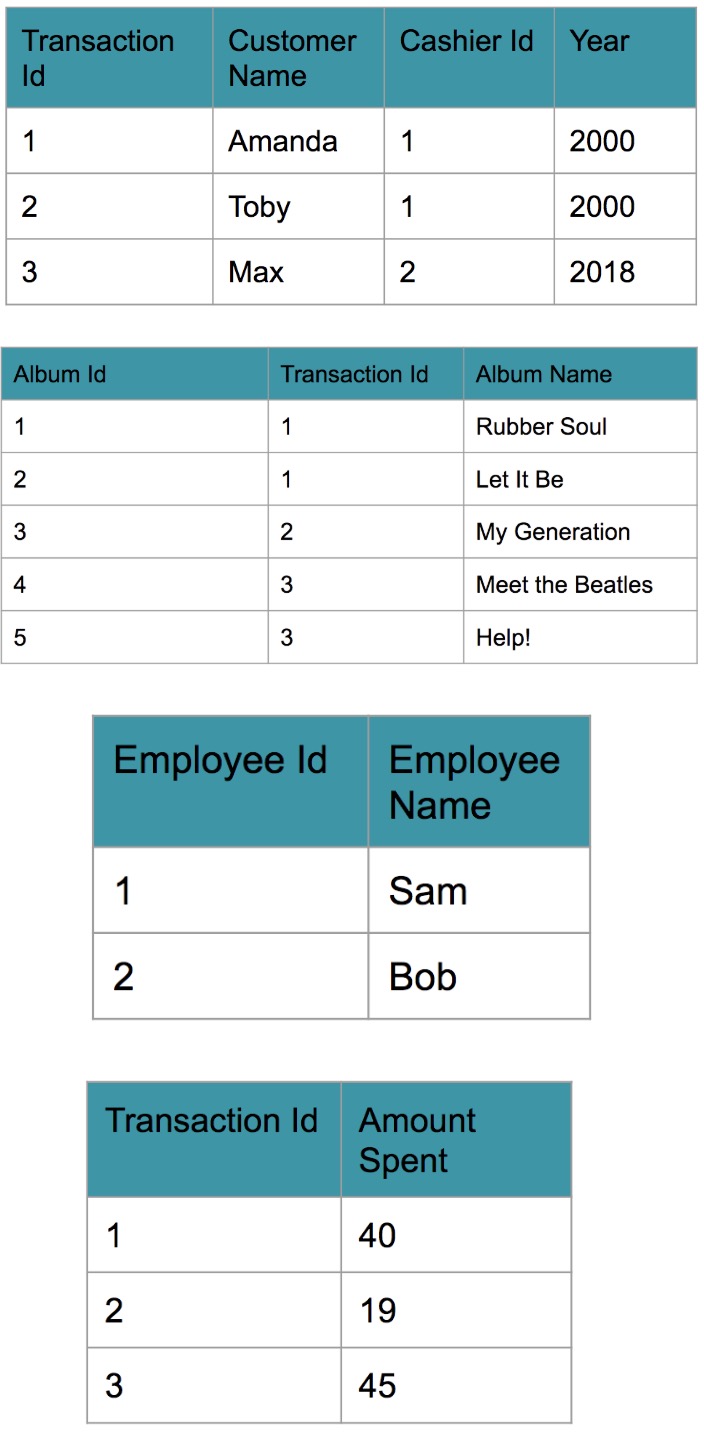 Transaction Id Customer Name Cashier Id Year
1 Amanda 1 2000
2 Toby 1 2000
3 Max 2 2018
Album Id Transaction Id Album Name
1 1 Rubber Soul
2 1 Let It Be
3 2 My Generation
4 3 Meet the Beatles
5 3 Help!
Employee Id Employee Name
1 Sam
2 Bob
Transaction Id Amount Spent
1 40
2 19
3 45